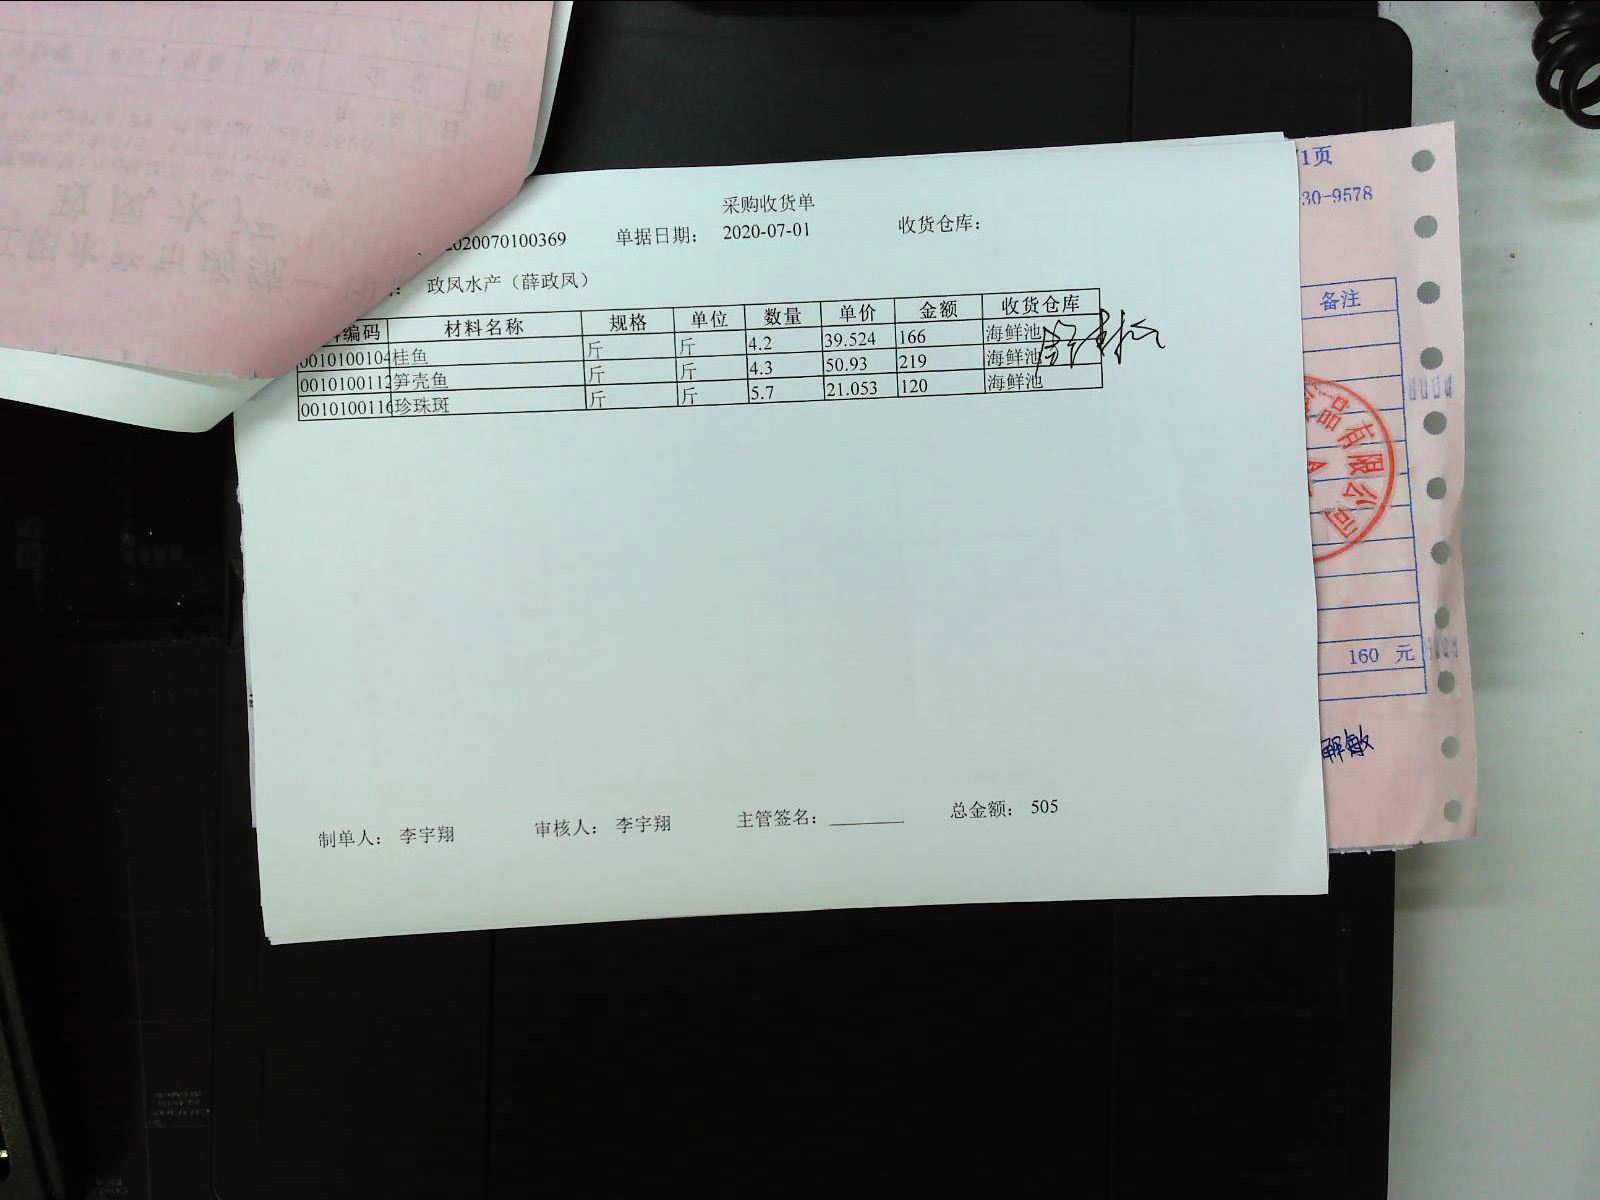 采购收货单
2020070100369 单据日期： 2020-07-01 收货仓库：
政凤水产（薛政凤）
编码 材料名称 规格 单位 数量 单价 金额 收货仓库
0010100104 桂鱼 斤 斤 4.2 39.524 166 海鲜池
0010100112 笋壳鱼 斤 斤 4.3 50.93 219 海鲜池
0010100116 珍珠斑 斤 斤 5.7 21.053 120 海鲜池
制单人： 李宇翔 审核人： 李宇翔 主管签名： 总金额： 505
/1页
30-9578
备注
品有限公司
160 元